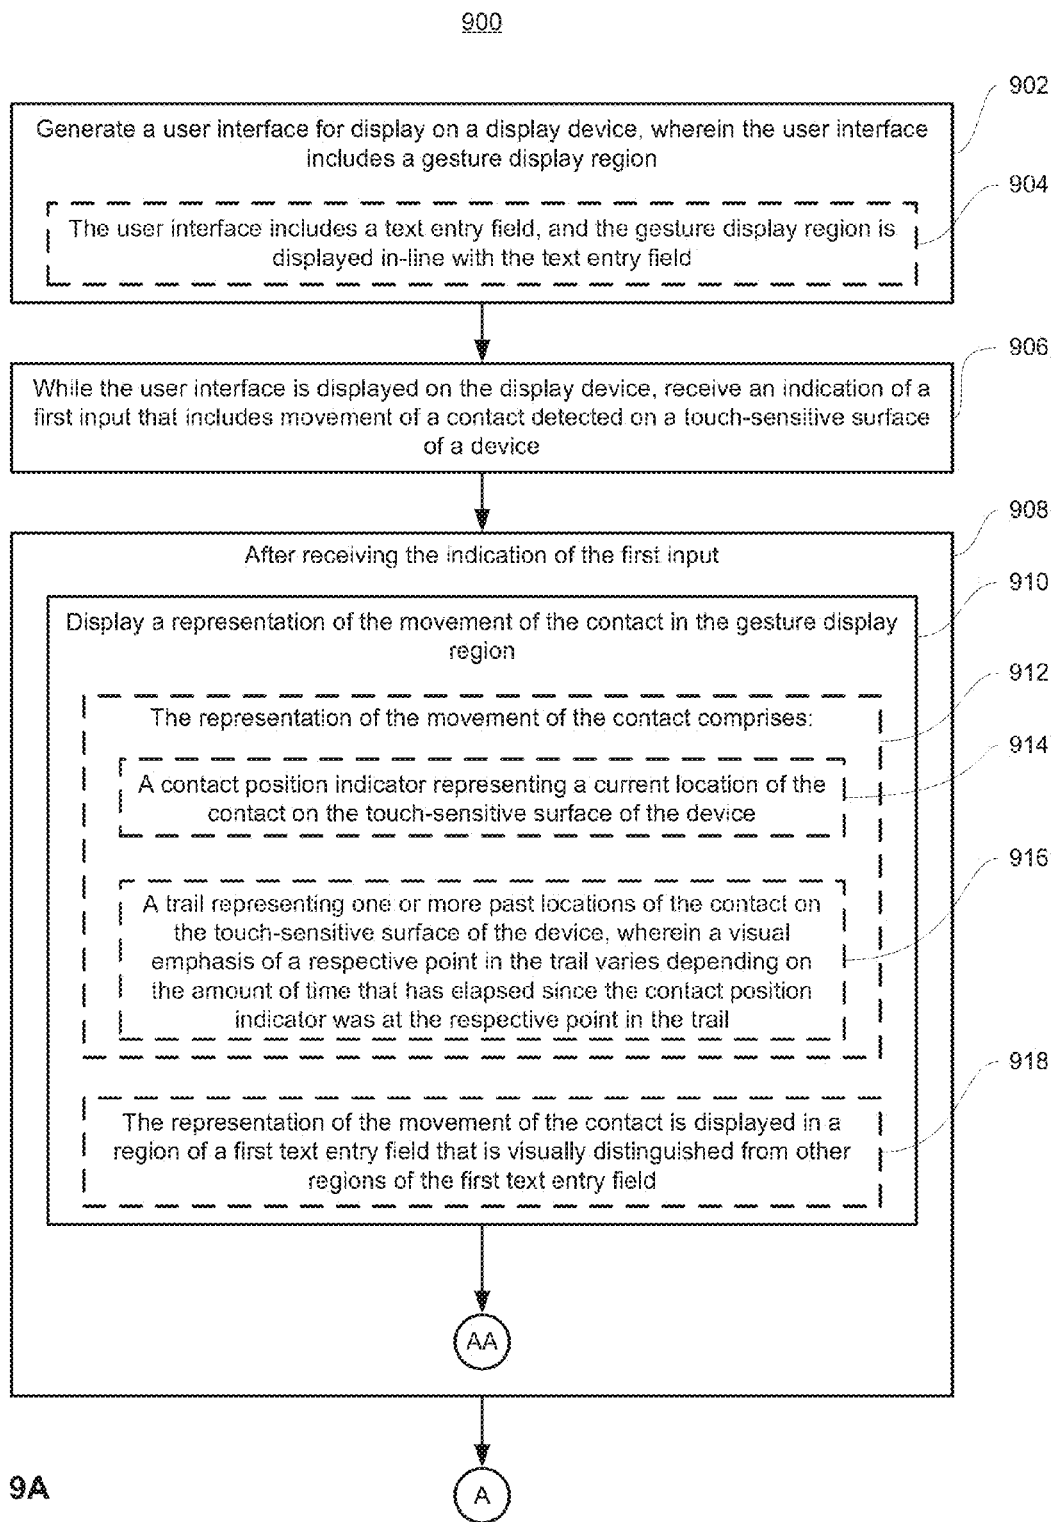 900
902
Generate a user interface for display on a display device, wherein the user interface
includes a gesture display region
904
The user interface includes a text entry field, and the gesture display region is
displayed in-line with the text entry field
906
While the user interface is displayed on the display device, receive an indication of a
first input that includes movement of a contact detected on a touch-sensitive surface
of a device
908
After receiving the indication of the first input
910
Display a representation of the movement of the contact in the gesture display
region
912
The representation of the movement of the contact comprises:
914
A contact position indicator representing a current location of the
contact on the touch-sensitive surface of the device
916
A trail representing one or more past locations of the contact on
the touch-sensitive surface of the device, wherein a visual
emphasis of a respective point in the trail varies depending on
the amount of time that has elapsed since the contact position
indicator was at the respective point in the trail
918
The representation of the movement of the contact is displayed in a
region of a first text entry field that is visually distinguished from other
regions of the first text entry field
AA
9A
A